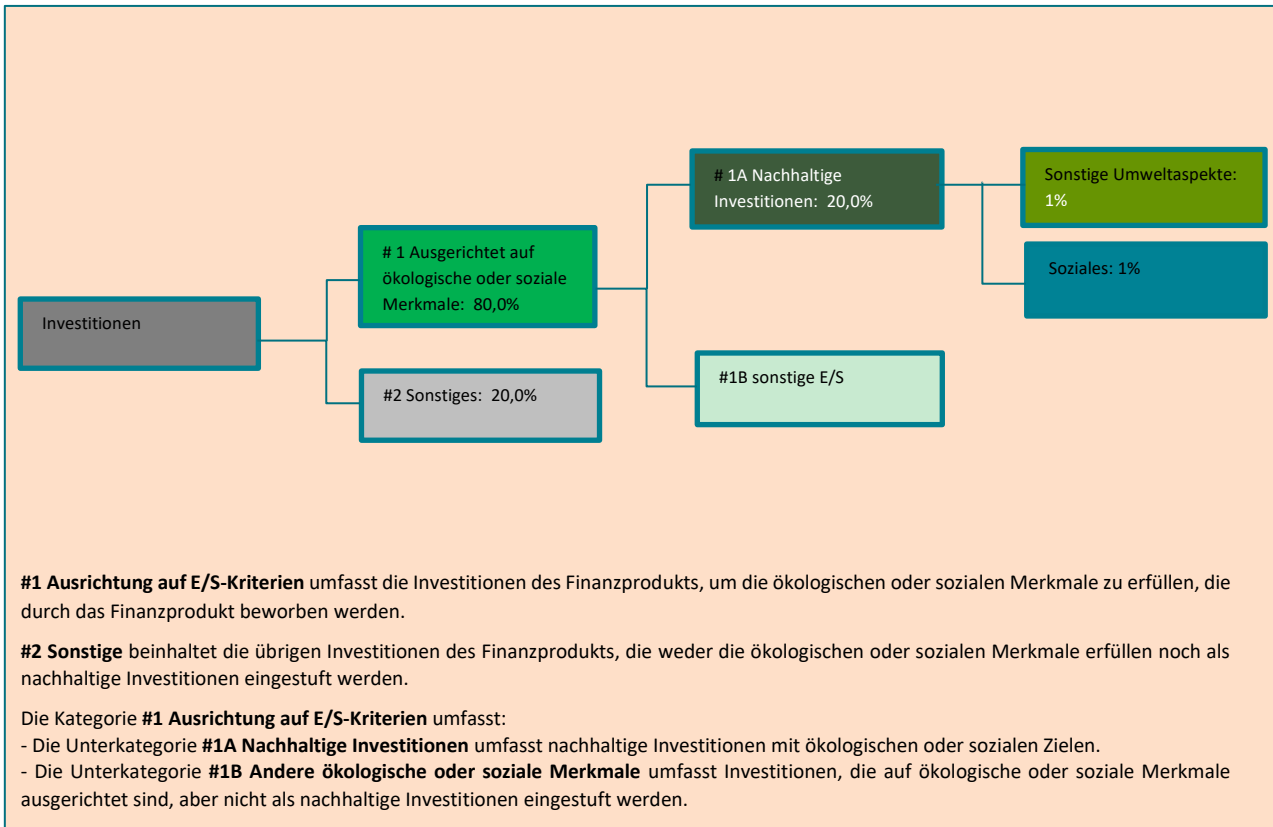 # 1A Nachhaltige
Investitionen: 20,0%
Sonstige Umweltaspekte:
1%
# 1 Ausgerichtet auf
ökologische oder soziale
Merkmale: 80,0%
Soziales: 1%
Investitionen
#2 Sonstiges: 20,0%
#1B sonstige E/S
#1 Ausrichtung auf E/S-Kriterien umfasst die Investitionen des Finanzprodukts, um die ökologischen oder sozialen Merkmale zu erfüllen, die
durch das Finanzprodukt beworben werden.
#2 Sonstige beinhaltet die übrigen Investitionen des Finanzprodukts, die weder die ökologischen oder sozialen Merkmale erfüllen noch als
nachhaltige Investitionen eingestuft werden.
Die Kategorie #1 Ausrichtung auf E/S-Kriterien umfasst:
- Die Unterkategorie #1A Nachhaltige Investitionen umfasst nachhaltige Investitionen mit ökologischen oder sozialen Zielen.
- Die Unterkategorie #1B Andere ökologische oder soziale Merkmale umfasst Investitionen, die auf ökologische oder soziale Merkmale
ausgerichtet sind, aber nicht als nachhaltige Investitionen eingestuft werden.